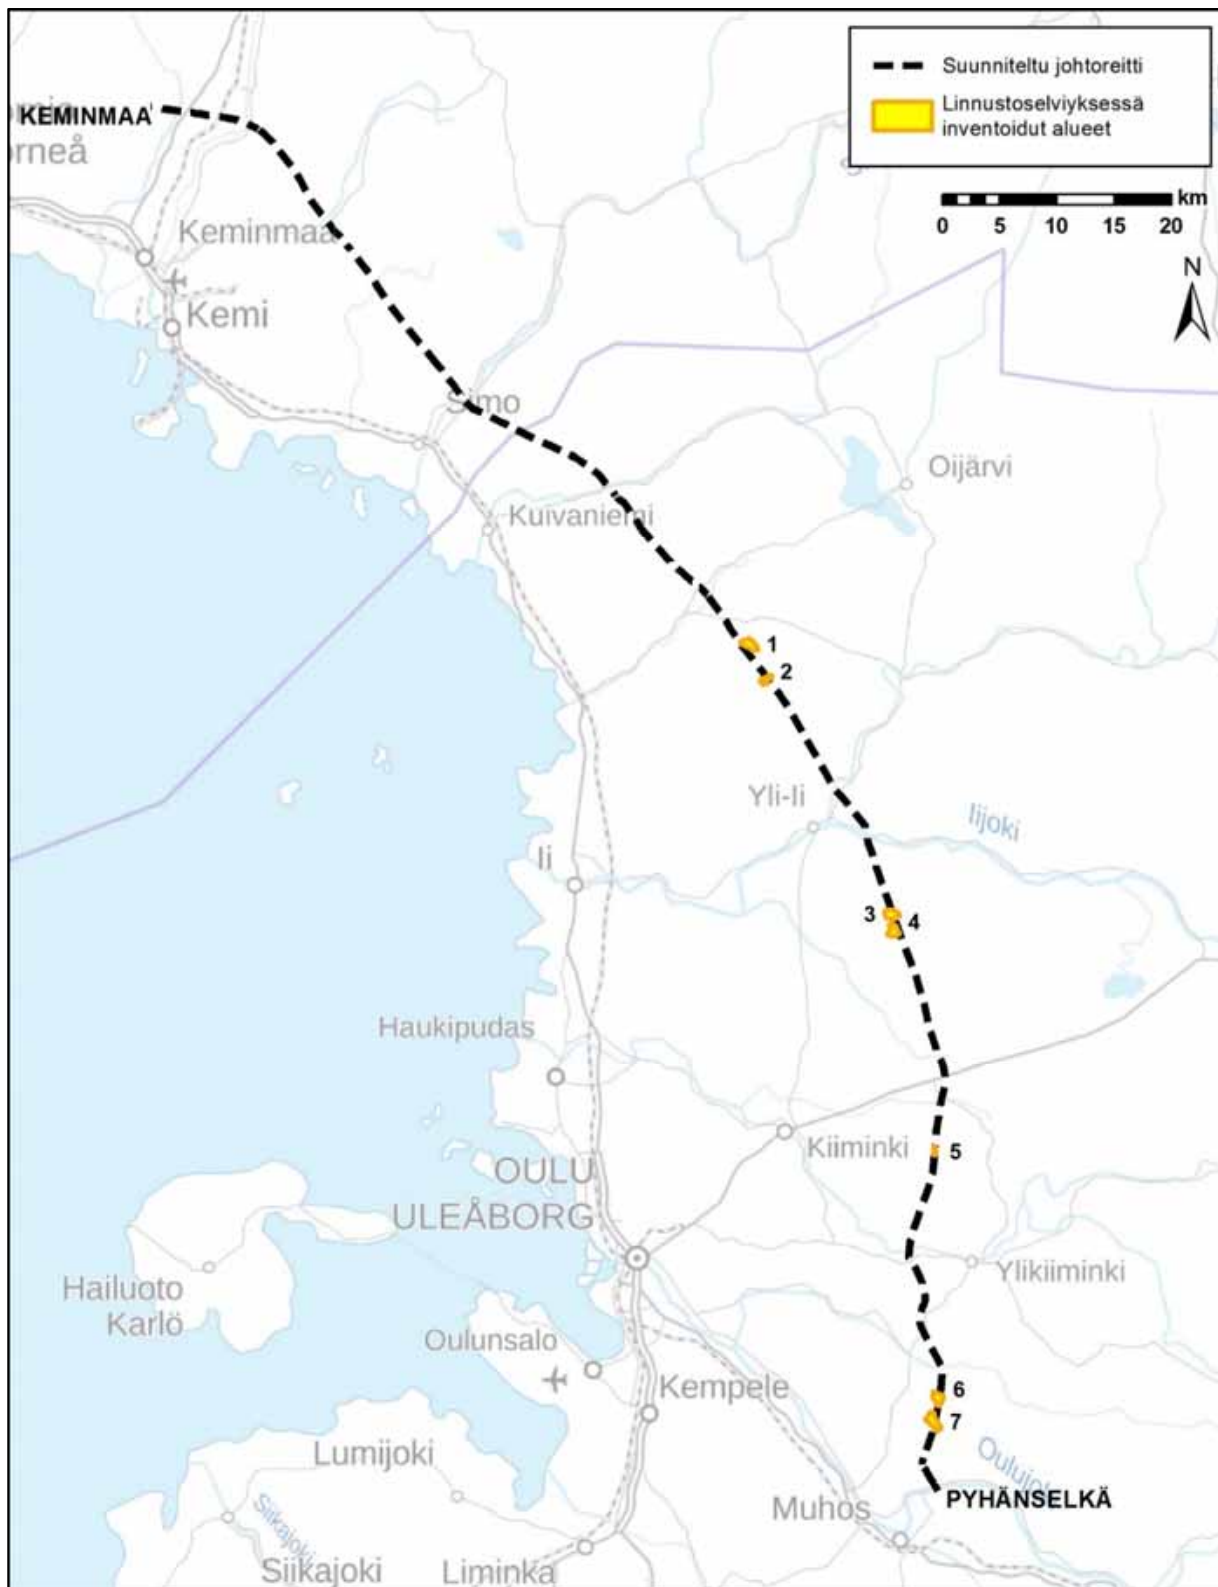 Suunniteltu johtoreitti
Linnustoselviyksessä
inventoidut alueet
km
0 5 10 15 20
N
KEMINMAA
orneå
Keminmaa
Kemi
Simo
Oijärvi
Kuivaniemi
1
2
Yli-Ii
Iijoki
Ii
3
4
Haukipudas
Kiiminki
5
OULU
ULEÅBORG
Ylikiiminki
Hailuoto
Karlö
Oulunsalo
Kempele
6
7
Lumijoki
Muhos
PYHÄNSELKÄ
Siikajoki
Siikajoki
Liminka